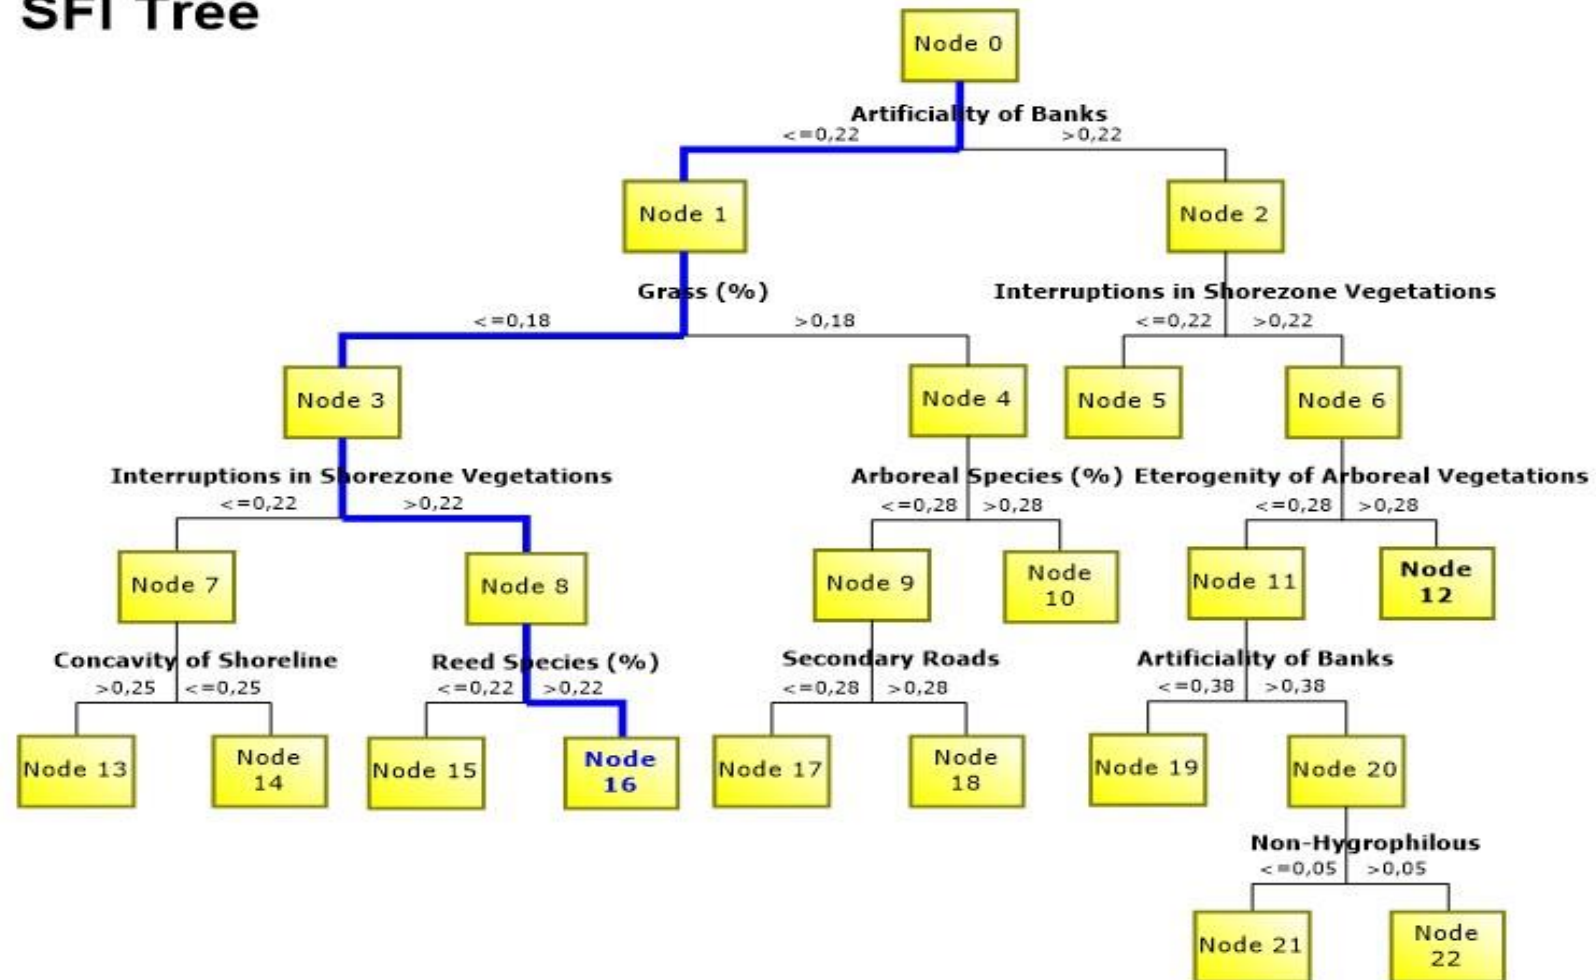 SFI Tree
Node 0
Artificiality of Banks
<=0,22 >0,22
Node 1 Node 2
Grass (%) Interruptions in Shorezone Vegetations
<=0,18 >0,18 <=0,22 >0,22
Node 3 Node 4 Node 5 Node 6
Interruptions in Shorezone Vegetations Arboreal Species (%) Eterogenity of Arboreal Vegetations
<=0,22 >0,22 <=0,28 >0,28 <=0,28 >0,28
Node 7 Node 8 Node 9 Node
10
Node 11 Node
12
Concavity of Shoreline Reed Species (%) Secondary Roads Artificiality of Banks
>0,25 <=0,25 <=0,22 >0,22 <=0,28 >0,28 <=0,38 >0,38
Node 13 Node
14
Node 15 Node
16
Node 17 Node
18
Node 19 Node 20
Non-Hygrophilous
<=0,05 >0,05
Node 21 Node
22